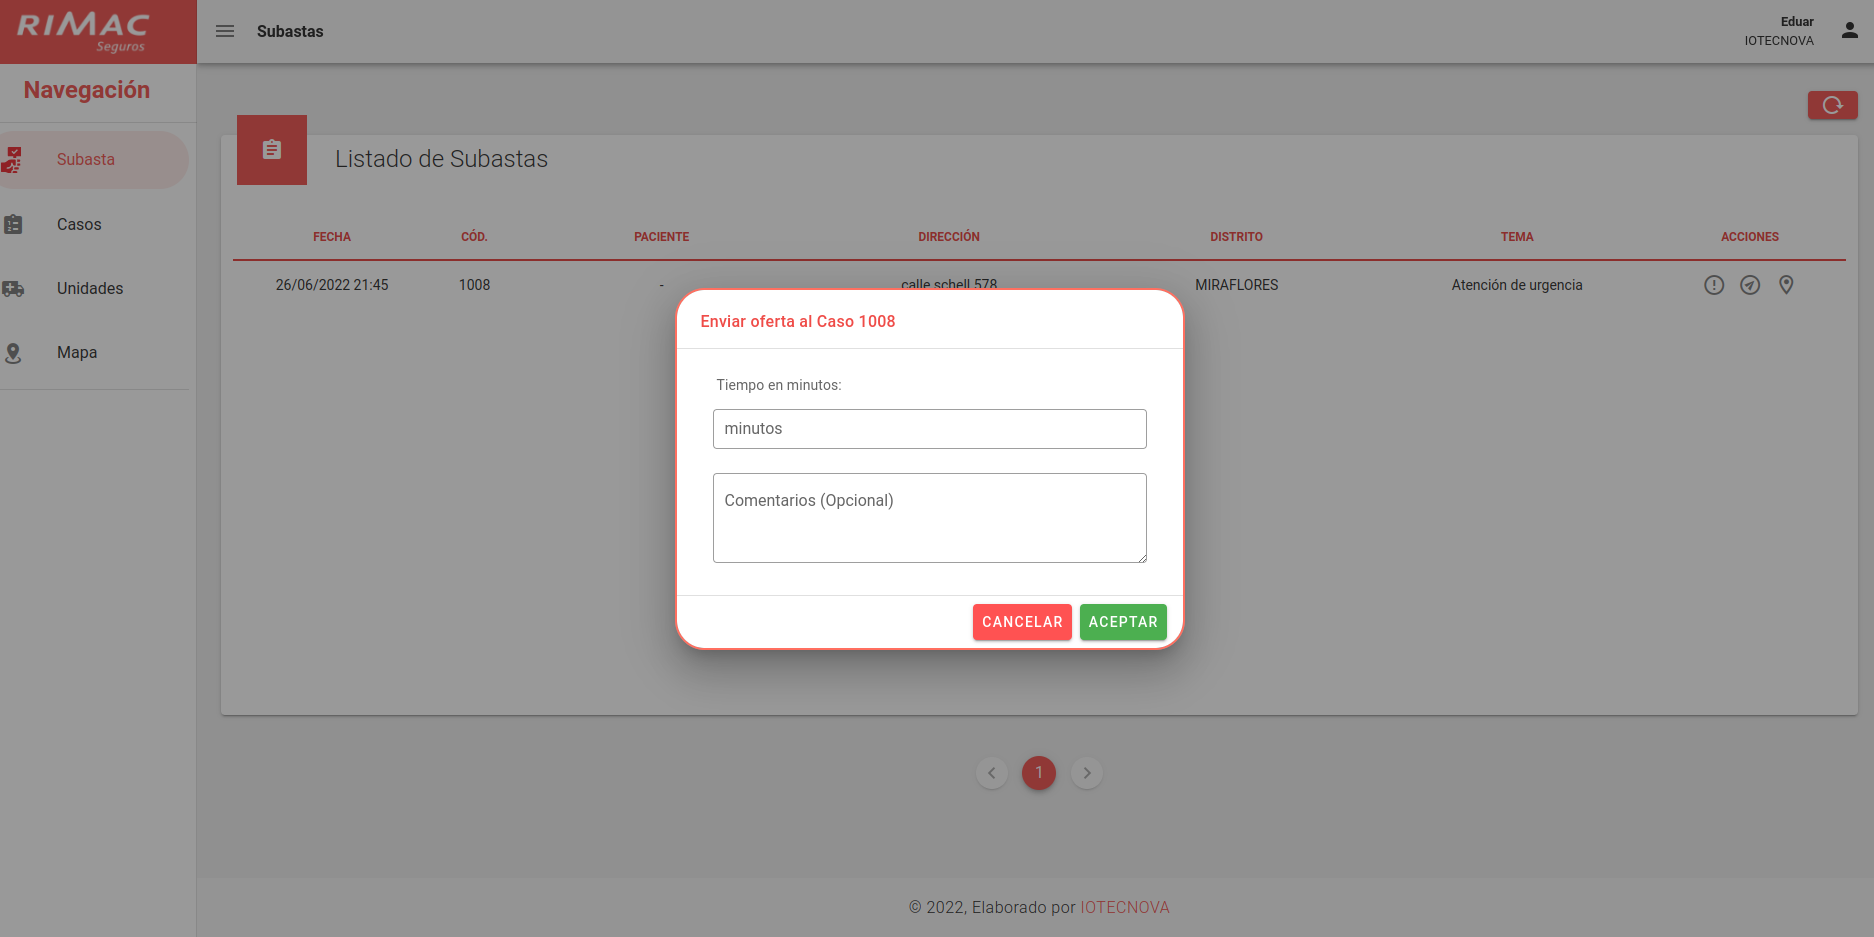 RIMAC
Seguros
Subastas
Eduar
IOTECNOVA
Navegación
Subasta
Casos
Unidades
Mapa
Listado de Subastas
FECHA CÓD. PACIENTE DIRECCIÓN DISTRITO TEMA ACCIONES
26/06/2022 21:45 1008 - calle schell 578 MIRAFLORES Atención de urgencia
Enviar oferta al Caso 1008
Tiempo en minutos:
minutos
Comentarios (Opcional)
CANCELAR ACEPTAR
1
© 2022, Elaborado por IOTECNOVA